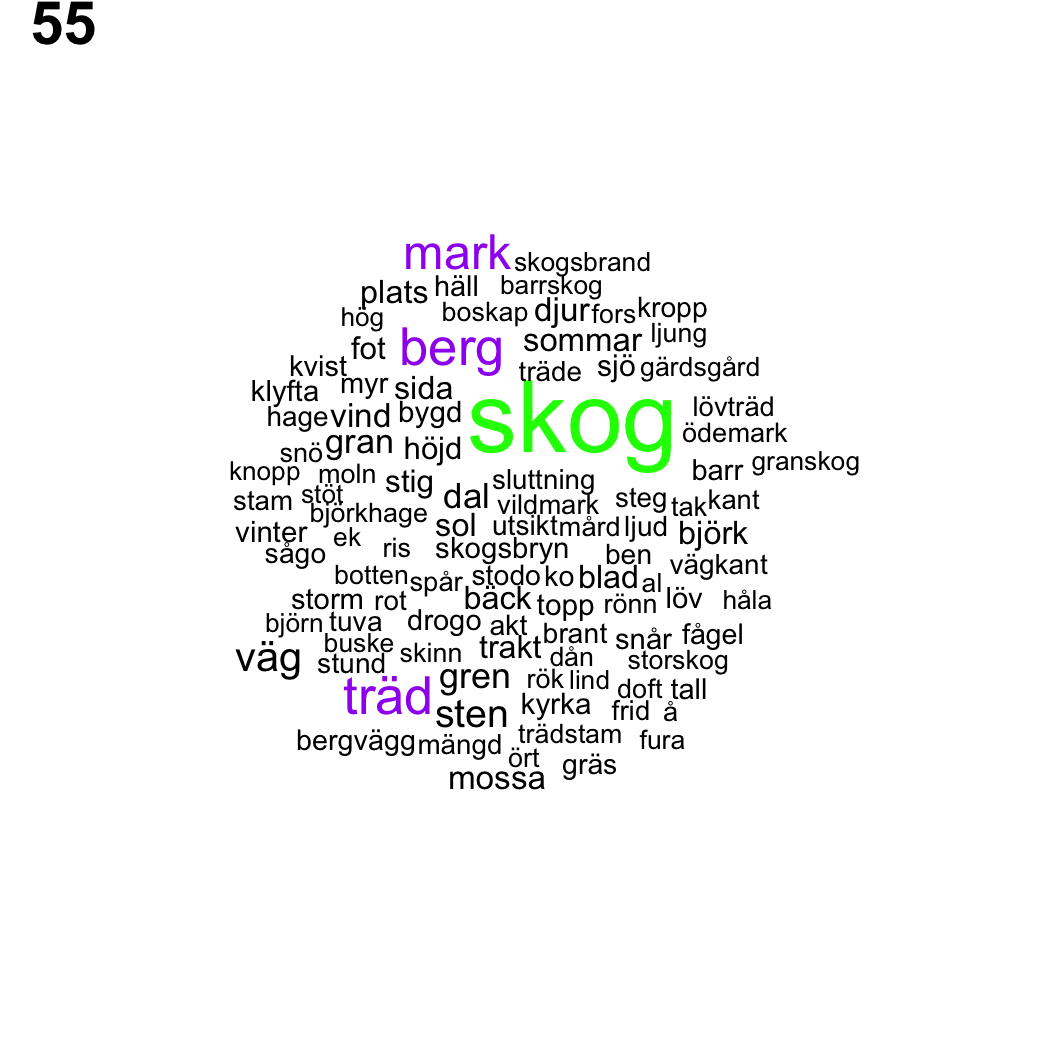 55
mark skogsbrand
plats häll barrskog
hög boskap djur fors kropp
fot berg sommar ljung
kvist träde sjö gärdsgård
klyfta myr sida
hage vind bygd skog lövträd
snö gran höjd ödemark
knopp moln stig sluttning barr granskog
stam stöt dal vildmark steg tak kant
björkhage
vinter ek sol utsikt mård ljud björk
sågo ris skogsbryn ben vägkant
botten spår stodo ko blad al
storm rot bäck topp rönn löv håla
björn tuva drogo akt brant snår fågel
väg buske skinn trakt dån storskog
stund
träd gren rök lind doft tall
sten kyrka frid å
bergvägg mängd trädstam fura
ört gräs
mossa